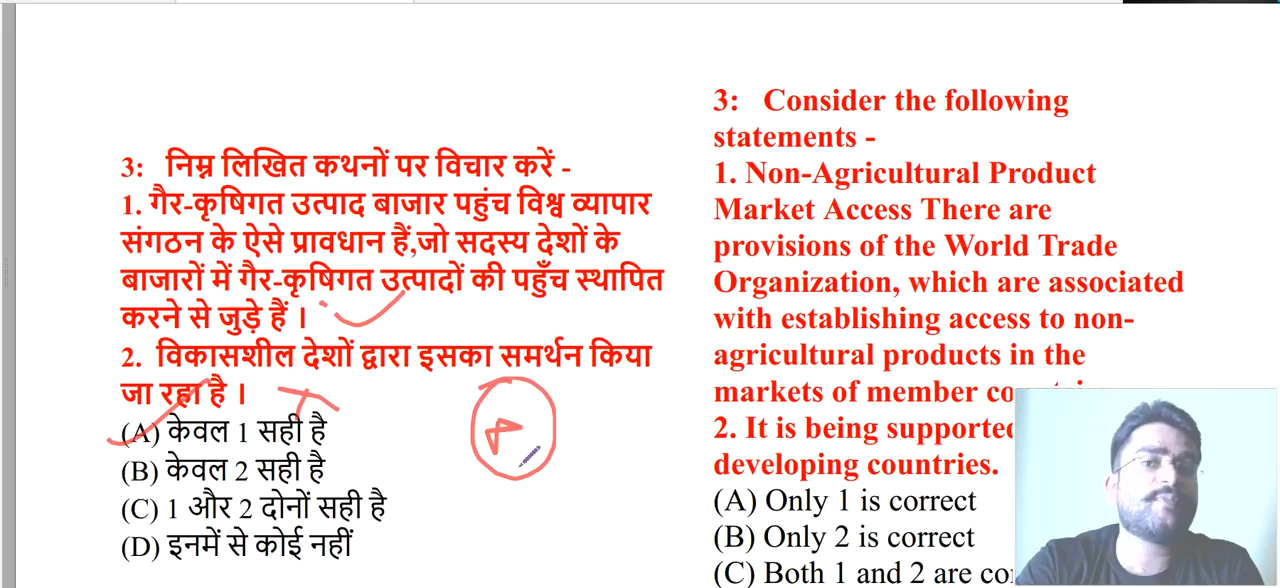 3: निम्न लिखित कथनों पर विचार करें -
1. गैर-कृषिगत उत्पाद बाजार पहुंच विश्व व्यापार
संगठन के ऐसे प्रावधान हैं,जो सदस्य देशों के
बाजारों में गैर-कृषिगत उत्पादों की पहुँच स्थापित
करने से जुड़े हैं ।
2. विकासशील देशों द्वारा इसका समर्थन किया
जा रहा है ।
(A) केवल 1 सही है
(B) केवल 2 सही है
(C) 1 और 2 दोनों सही है
(D) इनमें से कोई नहीं
3: Consider the following
statements -
1. Non-Agricultural Product
Market Access There are
provisions of the World Trade
Organization, which are associated
with establishing access to non-
agricultural products in the
markets of member
2. It is being supported
developing countries.
(A) Only 1 is correct
(B) Only 2 is correct
(C) Both 1 and 2 are